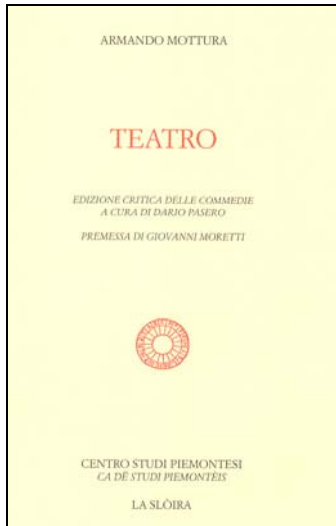 ARMANDO MOTTURA
TEATRO
EDIZIONE CRITICA DELLE COMMEDIE
A CURA DI DARIO PASERO
PREMESSA DI GIOVANNI MORETTI
CENTRO STUDI PIEMONTESI
CA DË STUDI PIEMONTÈIS
LA SLÒIRA